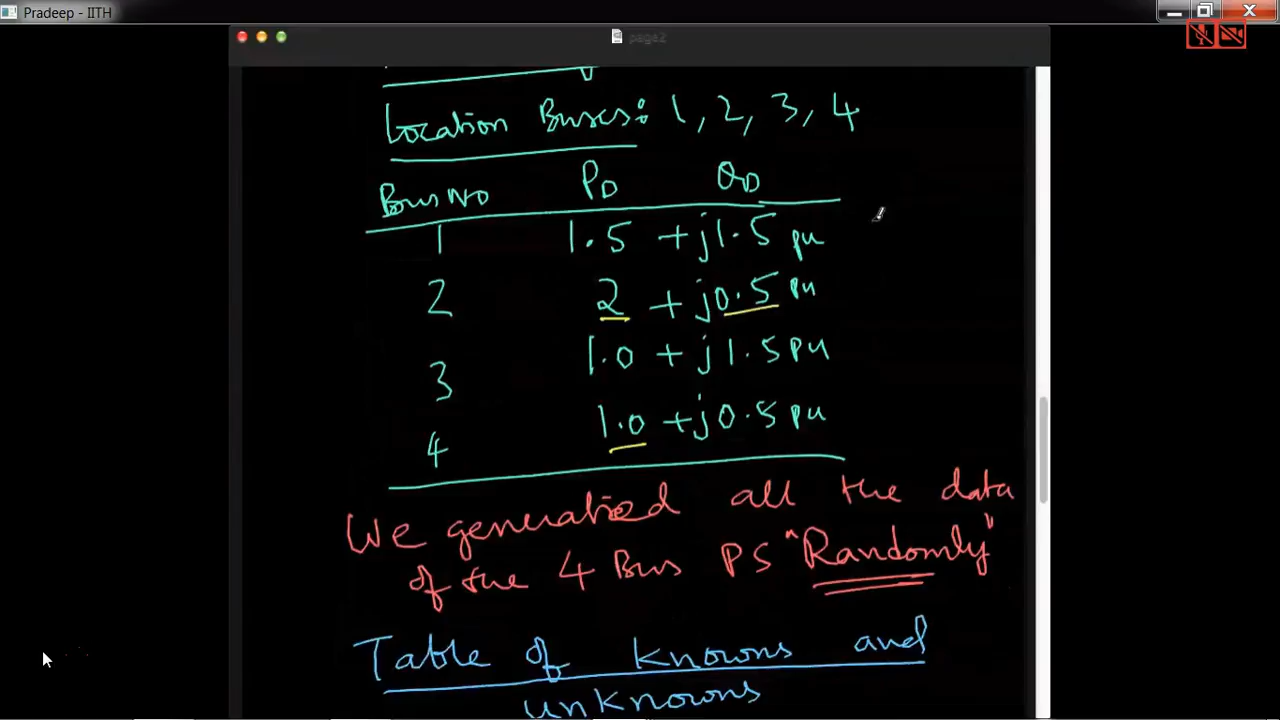 Pradeep - IITH
page2
Location Buses: 1, 2, 3, 4
Bus No PD QD
1 1.5 + j1.5 pu
2 2 + j0.5 pu
3 1.0 + j1.5 pu
4 1.0 + j0.5 pu
We generatied all the data
of the 4 Bus PS "Randomly"
Table of knowns and
unknowns